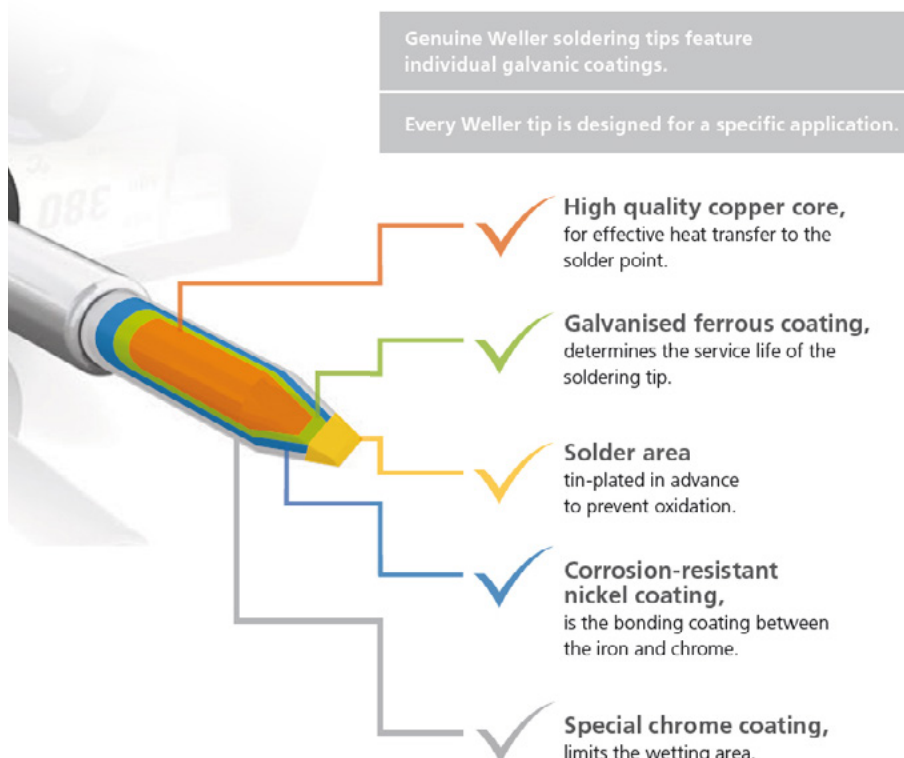 Genuine Weller soldering tips feature
individual galvanic coatings.
Every Weller tip is designed for a specific application.
°C
380
High quality copper core,
for effective heat transfer to the
solder point.
Galvanised ferrous coating,
determines the service life of the
soldering tip.
Solder area
tin-plated in advance
to prevent oxidation.
Corrosion-resistant
nickel coating,
is the bonding coating between
the iron and chrome.
Special chrome coating,
limits the wetting area.